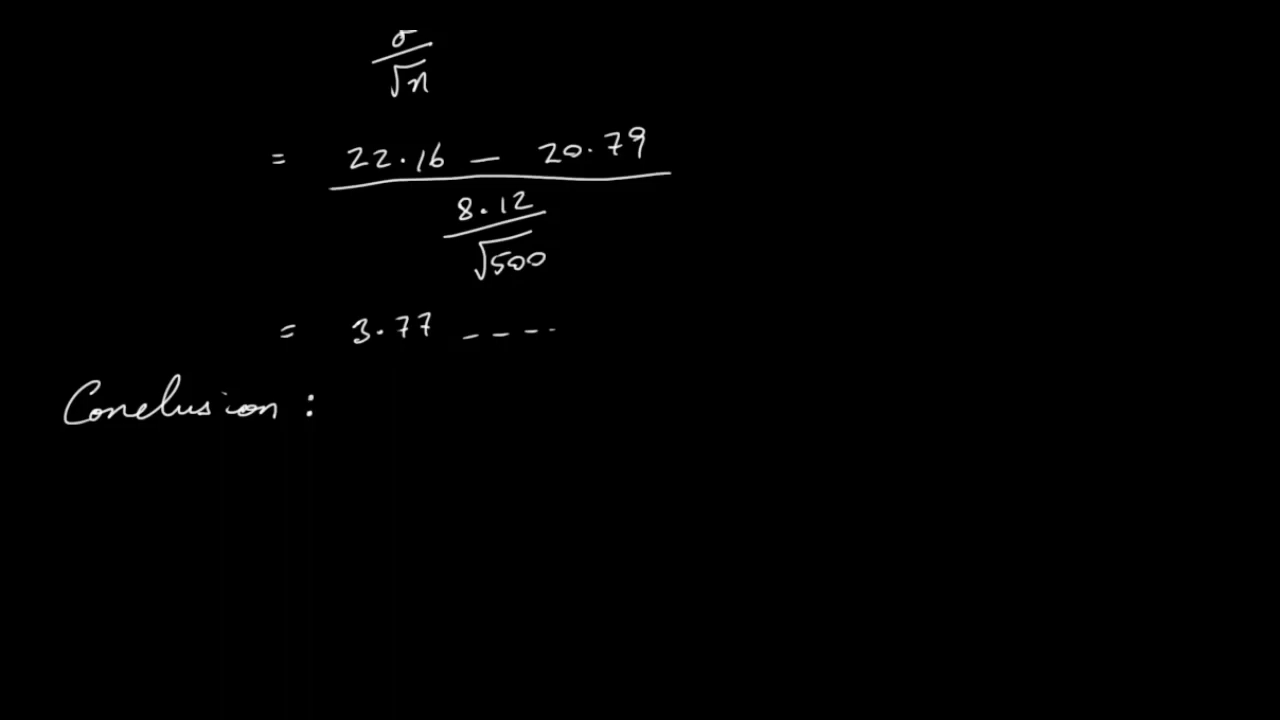 σ
√n
= 22.16 - 20.79
8.12
√500
= 3.77 ----
Conclusion :